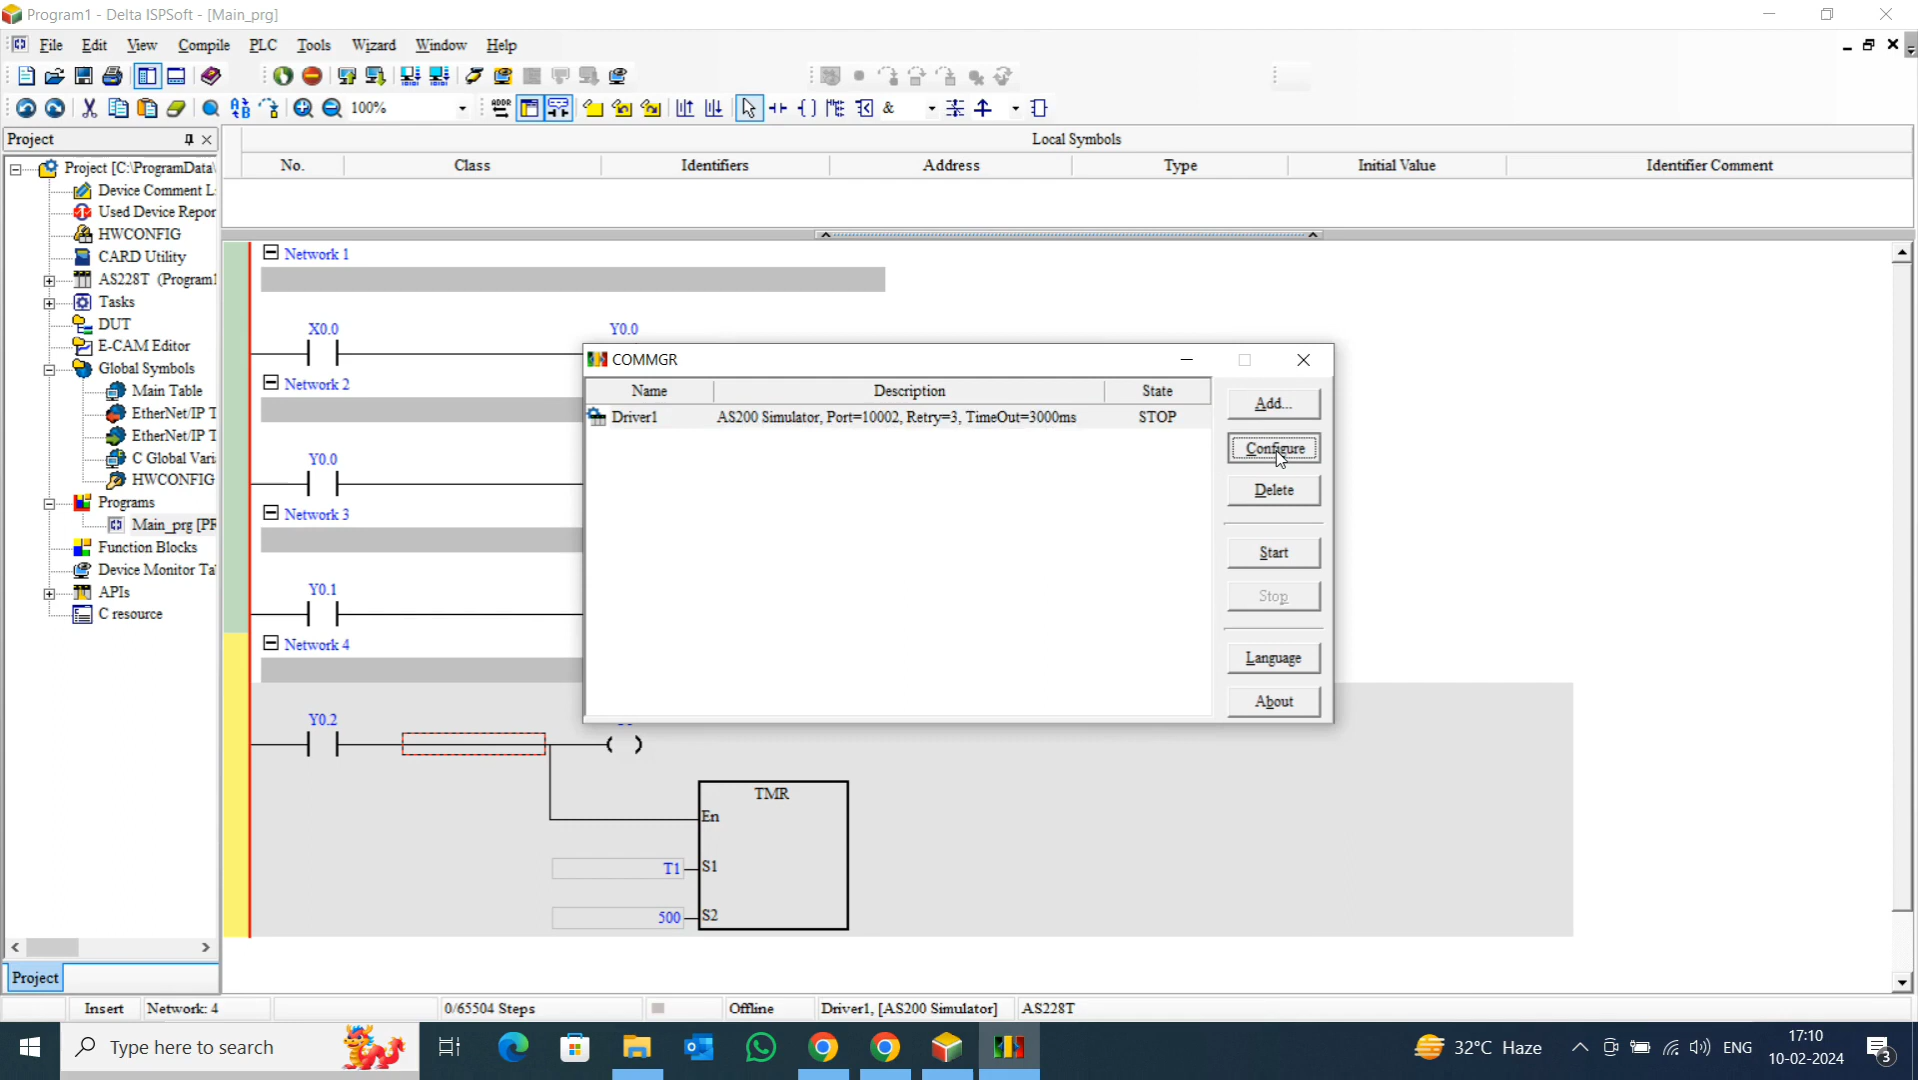 Program1 - Delta ISPSoft - [Main_prg]
File Edit View Compile PLC Tools Wizard Window Help
100% ADDR &
Project
Local Symbols
No. Class Identifiers Address Type Initial Value Identifier Comment
Project [C:\ProgramData\
Device Comment L
Used Device Repor
HWCONFIG
CARD Utility
AS228T (Program1
Tasks
DUT
E-CAM Editor
Global Symbols
Main Table
EtherNet/IP T
EtherNet/IP T
C Global Vari
HWCONFIG
Programs
Main_prg [PR
Function Blocks
Device Monitor Ta
APIs
C resource
Project
Network 1
X0.0 Y0.0
Network 2
Y0.0
Network 3
Y0.1
Network 4
Y0.2
TMR
En
T1 S1
500 S2
COMMGR
Name Description State
Driver1 AS200 Simulator, Port=10002, Retry=3, TimeOut=3000ms STOP
Add...
Configure
Delete
Start
Stop
Language
About
Insert Network: 4 0/65504 Steps Offline Driver1, [AS200 Simulator] AS228T
Type here to search
32°C Haze
ENG
17:10
10-02-2024
3